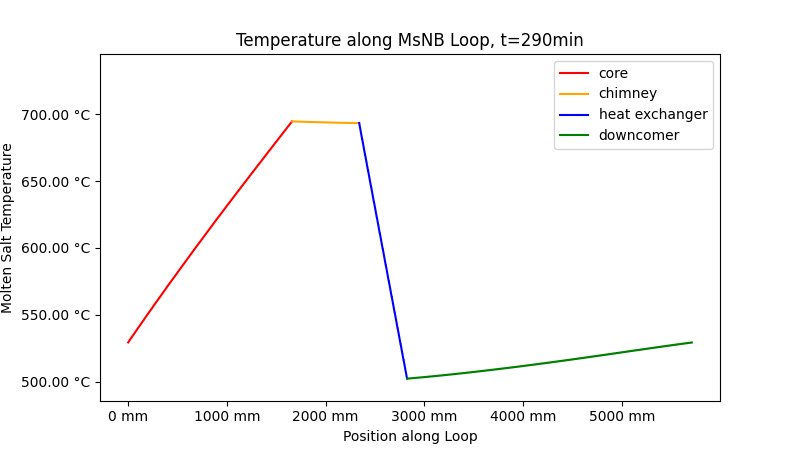 Temperature along MsNB Loop, t=290min
core
chimney
heat exchanger
downcomer
Molten Salt Temperature
700.00 °C
650.00 °C
600.00 °C
550.00 °C
500.00 °C
0 mm
1000 mm
2000 mm
3000 mm
4000 mm
5000 mm
Position along Loop